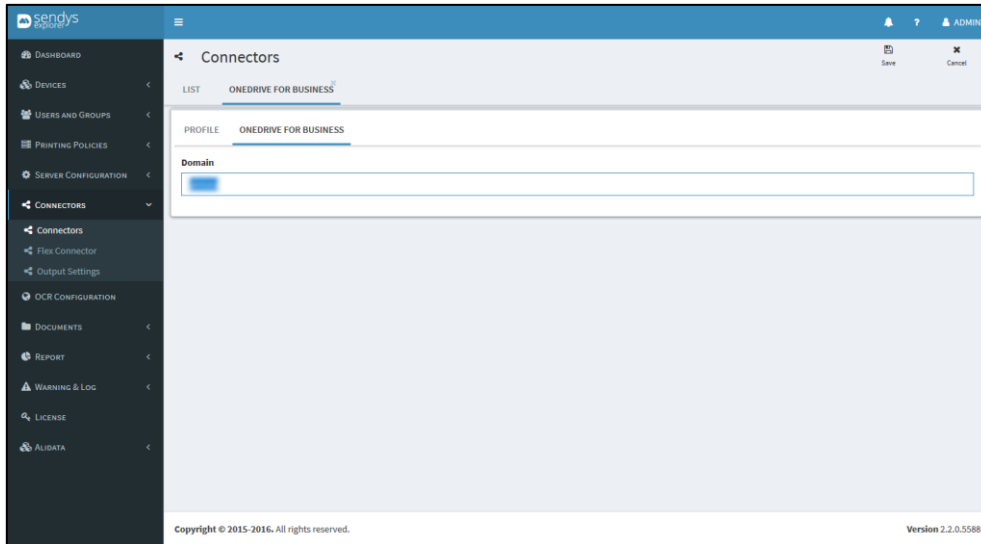 sendys
explorer
ADMIN
DASHBOARD
DEVICES
USERS AND GROUPS
PRINTING POLICIES
SERVER CONFIGURATION
CONNECTORS
Connectors
Flex Connector
Output Settings
OCR CONFIGURATION
DOCUMENTS
REPORT
WARNING & LOG
LICENSE
ALIDATA
Connectors
Save
Cancel
LIST ONEDRIVE FOR BUSINESS
PROFILE ONEDRIVE FOR BUSINESS
Domain
Copyright © 2015-2016. All rights reserved.
Version 2.2.0.5588